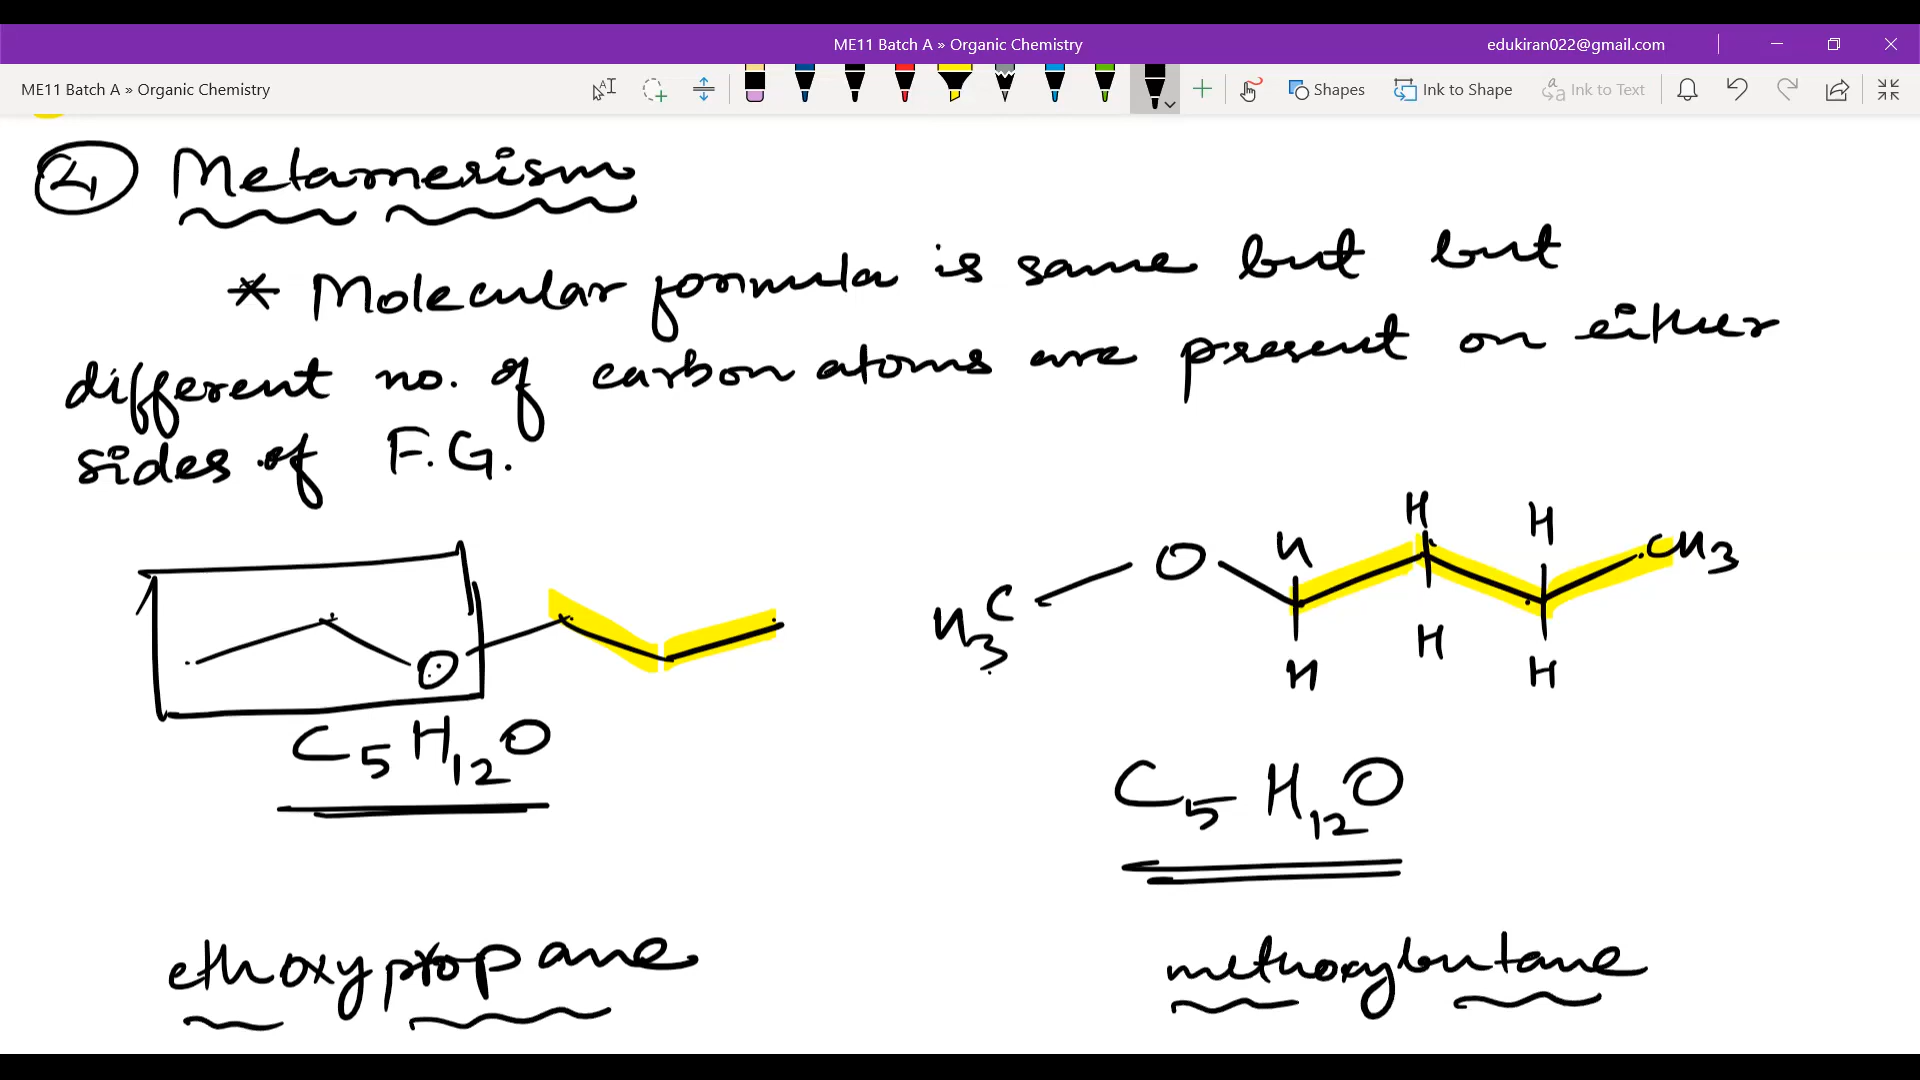 ME11 Batch A » Organic Chemistry
edukiran022@gmail.com
ME11 Batch A » Organic Chemistry
Shapes
Ink to Shape
Ink to Text
4 Metamerism
* Molecular formula is same but but
different no. of carbon atoms are present on either
sides of F.G.
H H H
H3C O CH3
O
H H H
C5H12O
C5H12O
ethoxypropane
methoxybutane